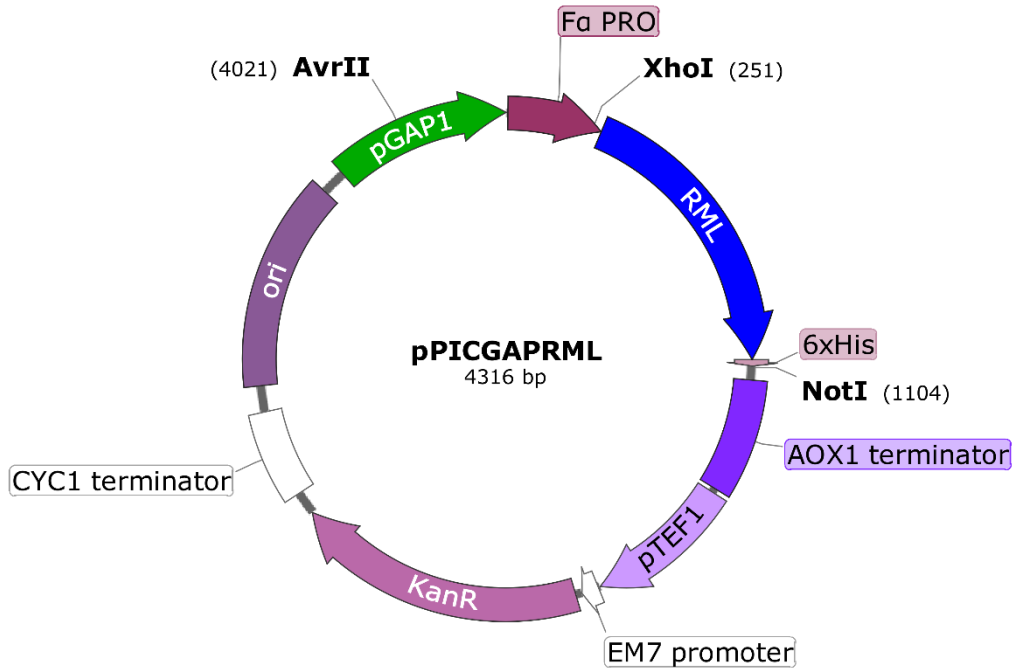 Fα PRO
(4021) AvrII
XhoI (251)
pGAP1
RML
ori
pPICGAPRML
4316 bp
6xHis
NotI (1104)
AOX1 terminator
CYC1 terminator
pTEF1
KanR
EM7 promoter